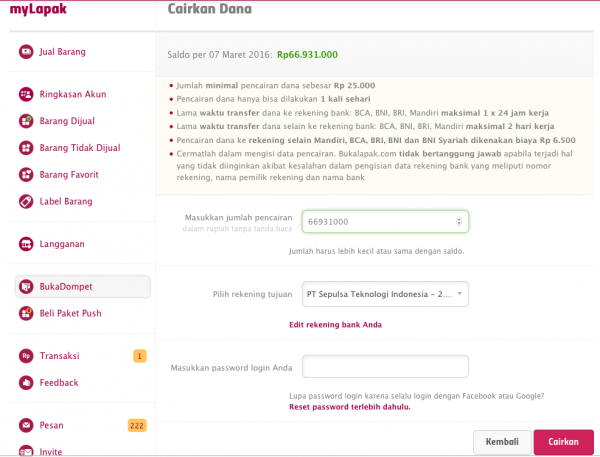 myLapak
Jual Barang
Ringkasan Akun
Barang Dijual
Barang Tidak Dijual
Barang Favorit
Label Barang
Langganan
BukaDompet
Beli Paket Push
Rp Transaksi 1
Feedback
Pesan 222
Invite
Cairkan Dana
Saldo per 07 Maret 2016: Rp66.931.000
Jumlah minimal pencairan dana sebesar Rp 25.000
Pencairan dana hanya bisa dilakukan 1 kali sehari
Lama waktu transfer dana ke rekening bank: BCA, BNI, BRI, Mandiri maksimal 1 x 24 jam kerja
Lama waktu transfer dana selain ke rekening bank: BCA, BNI, BRI, Mandiri maksimal 2 hari kerja
Pencairan dana ke rekening selain Mandiri, BCA, BRI, BNI dan BNI Syariah dikenakan biaya Rp 6.500
Cermatlah dalam mengisi data pencairan. Bukalapak.com tidak bertanggung jawab apabila terjadi hal
yang tidak diinginkan akibat kesalahan dalam pengisian data rekening bank yang meliputi nomor
rekening, nama pemilik rekening dan nama bank
Masukkan jumlah pencairan
dalam rupiah tanpa tanda baca
66931000
Jumlah harus lebih kecil atau sama dengan saldo.
Pilih rekening tujuan
PT Sepulsa Teknologi Indonesia - 2...
Edit rekening bank Anda
Masukkan password login Anda
Lupa password login karena selalu login dengan Facebook atau Google?
Reset password terlebih dahulu.
Kembali
Cairkan